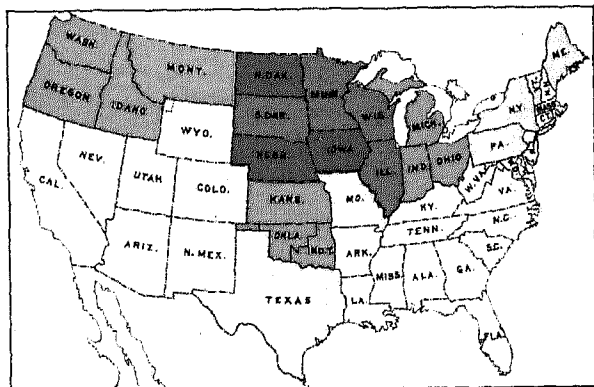 WASH.
MONT.
N.DAK.
MINN.
ME.
OREGON
IDAHO
S.DAK.
WIS.
MICH.
N.Y.
MASS.
CT.
WYO.
NEBR.
IOWA
PA.
NEV.
UTAH
COLO.
ILL.
IND.
OHIO.
CAL.
KANS.
MO.
W.VA.
VA.
KY.
ARIZ.
N.MEX.
OKLA.
IND.T.
ARK.
TENN.
N.C.
S.C.
TEXAS
LA.
MISS.
ALA.
GA.
FLA.